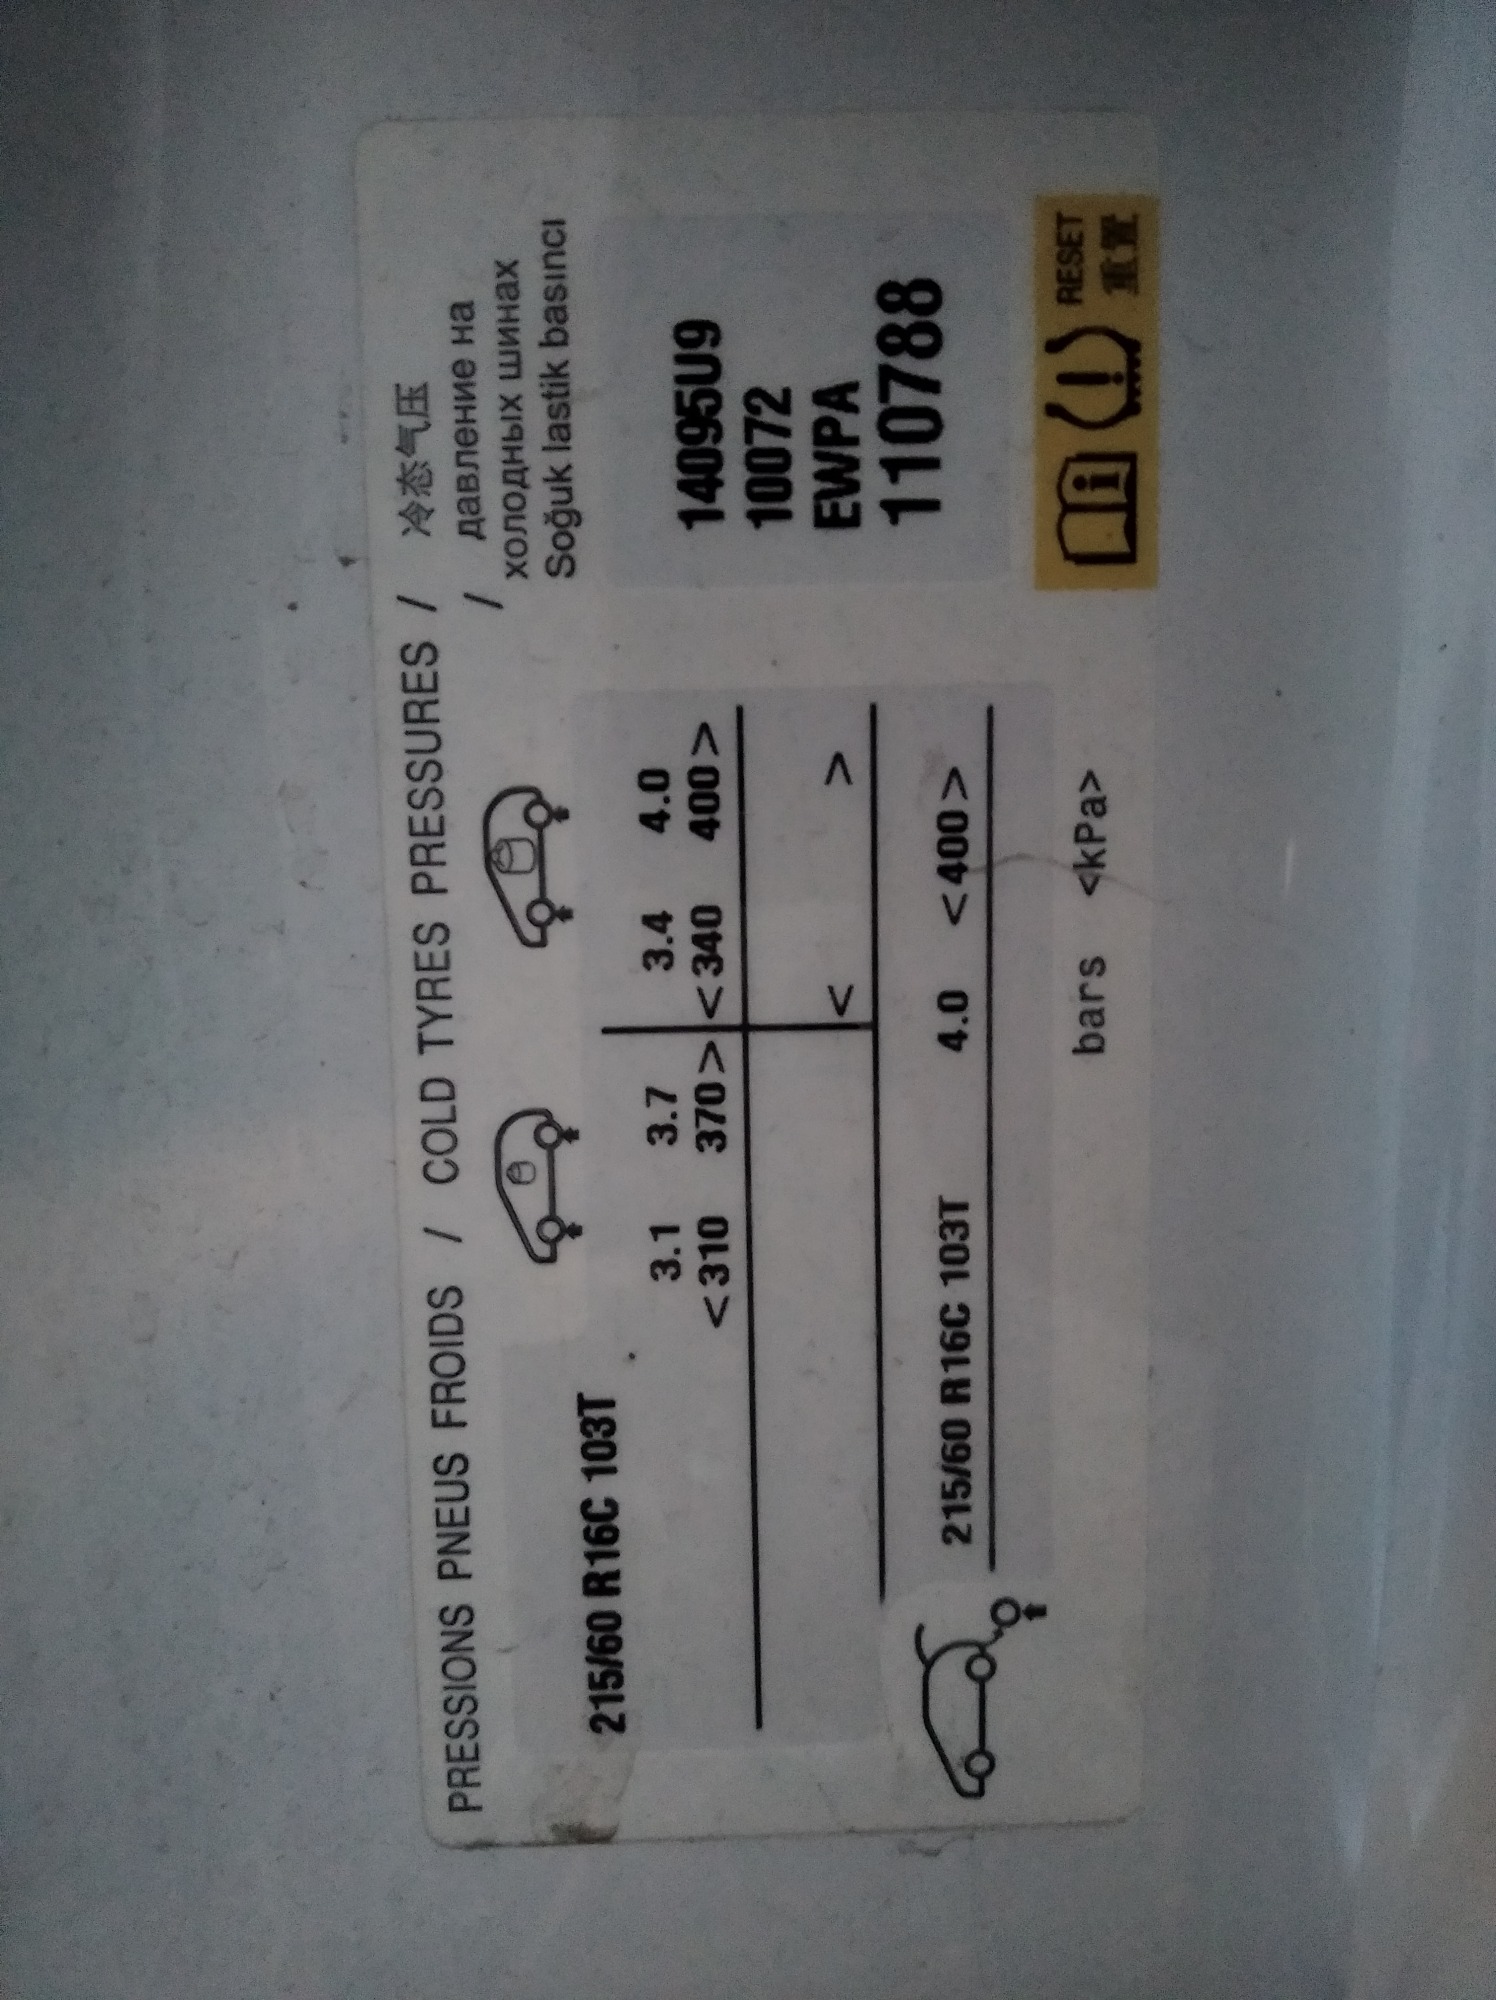 PRESSIONS PNEUS FROIDS / COLD TYRES PRESSURES / 冷态气压
/ давление на
холодных шинах
Soğuk lastik basıncı
215/60 R16C 103T
3.1 3.7 3.4 4.0
<310 370> <340 400>
< >
215/60 R16C 103T 4.0 <400>
bars <kPa>
14095U9
10072
EWPA
110788
i
(!) RESET
重置